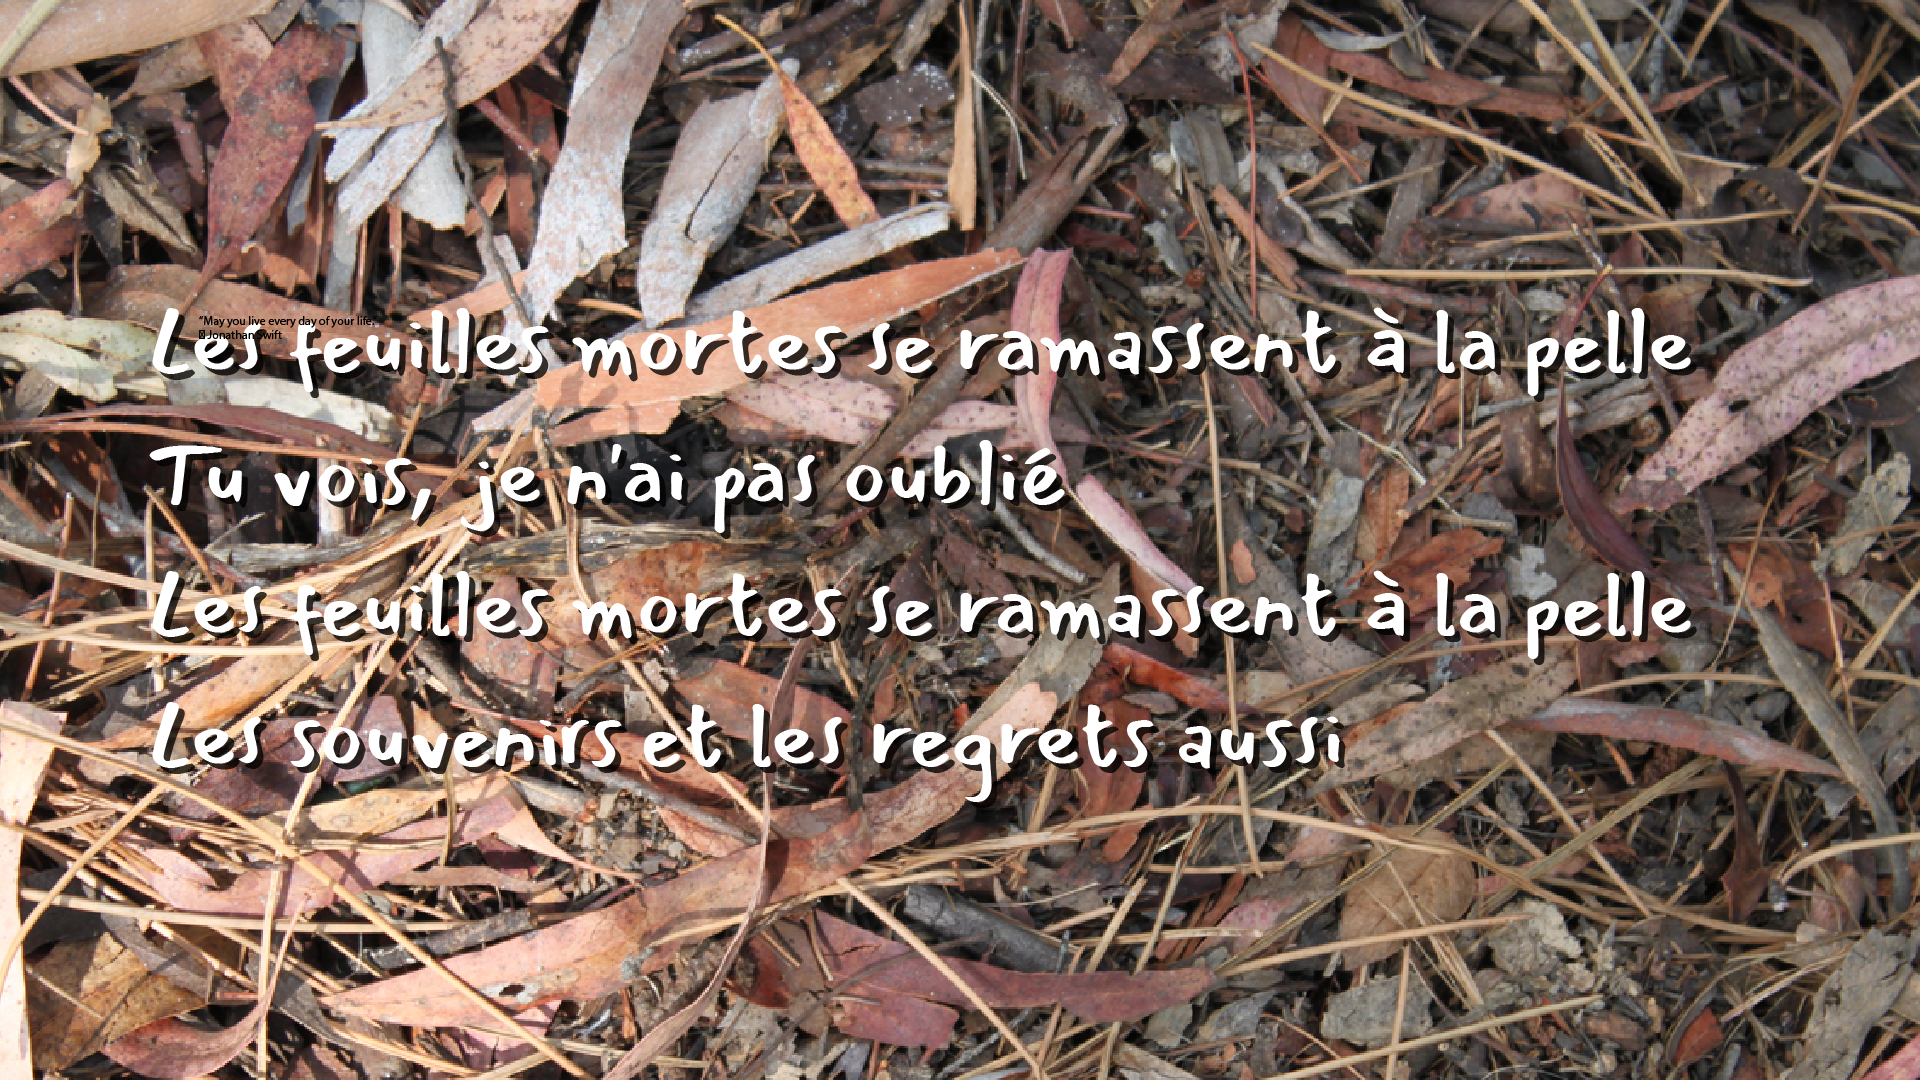 “May you live every day of your life.”
Jonathan Swift
Les feuilles mortes se ramassent à la pelle
Tu vois, je n'ai pas oublié
Les feuilles mortes se ramassent à la pelle
Les souvenirs et les regrets aussi